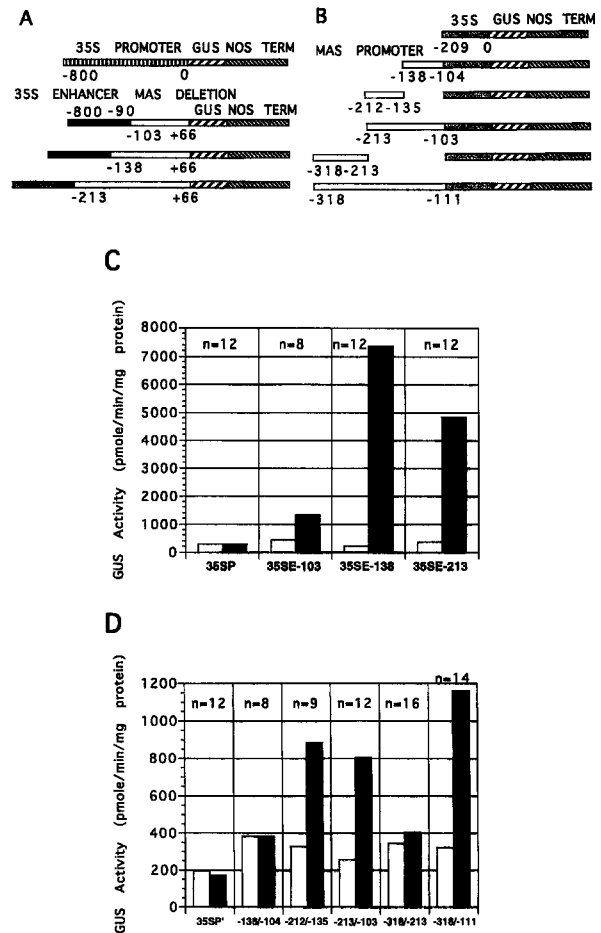 A
35S PROMOTER GUS NOS TERM
-800 0
35S ENHANCER MAS DELETION
-800 -90 GUS NOS TERM
-103 +66
-138 +66
-213 +66
B
35S GUS NOS TERM
-209 0
MAS PROMOTER
-138-104
-212-135
-213 -103
-318-213
-318 -111
C
GUS Activity (pmole/min/mg protein)
8000
7000
6000
5000
4000
3000
2000
1000
0
n=12 n=8 n=12 n=12
35SP 35SE-103 35SE-138 35SE-213
D
GUS Activity (pmole/min/mg protein)
1200
1000
800
600
400
200
0
n=12 n=8 n=9 n=12 n=16 n=14
35SP' -138/-104 -212/-135 -213/-103 -318/-213 -318/-111